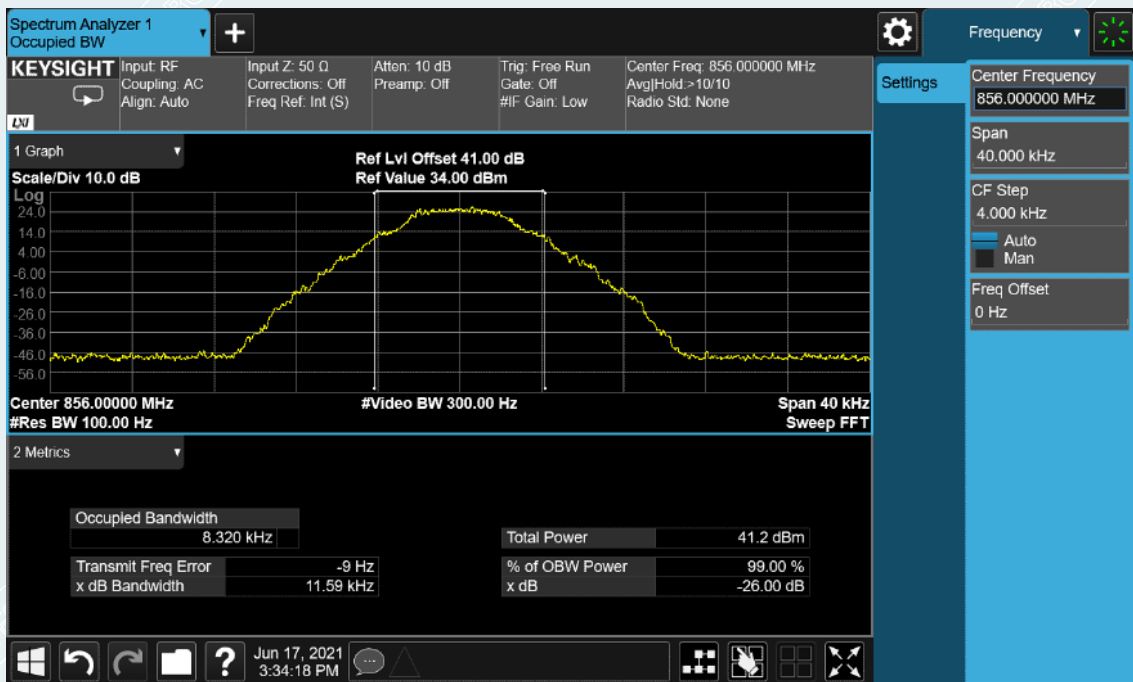 Spectrum Analyzer 1
Occupied BW
+
Frequency
KEYSIGHT
Input: RF
Coupling: AC
Align: Auto
Input Z: 50 Ω
Corrections: Off
Freq Ref: Int (S)
Atten: 10 dB
Preamp: Off
Trig: Free Run
Gate: Off
#IF Gain: Low
Center Freq: 856.000000 MHz
Avg|Hold:>10/10
Radio Std: None
LXI
Settings
Center Frequency
856.000000 MHz
Span
40.000 kHz
CF Step
4.000 kHz
Auto
Man
Freq Offset
0 Hz
1 Graph
Scale/Div 10.0 dB
Ref Lvl Offset 41.00 dB
Ref Value 34.00 dBm
Log
24.0
14.0
4.00
-6.00
-16.0
-26.0
-36.0
-46.0
-56.0
Center 856.00000 MHz
#Video BW 300.00 Hz
Span 40 kHz
#Res BW 100.00 Hz
Sweep FFT
2 Metrics
Occupied Bandwidth
8.320 kHz
Total Power 41.2 dBm
Transmit Freq Error -9 Hz
% of OBW Power 99.00 %
x dB Bandwidth 11.59 kHz
x dB -26.00 dB
?
Jun 17, 2021
3:34:18 PM